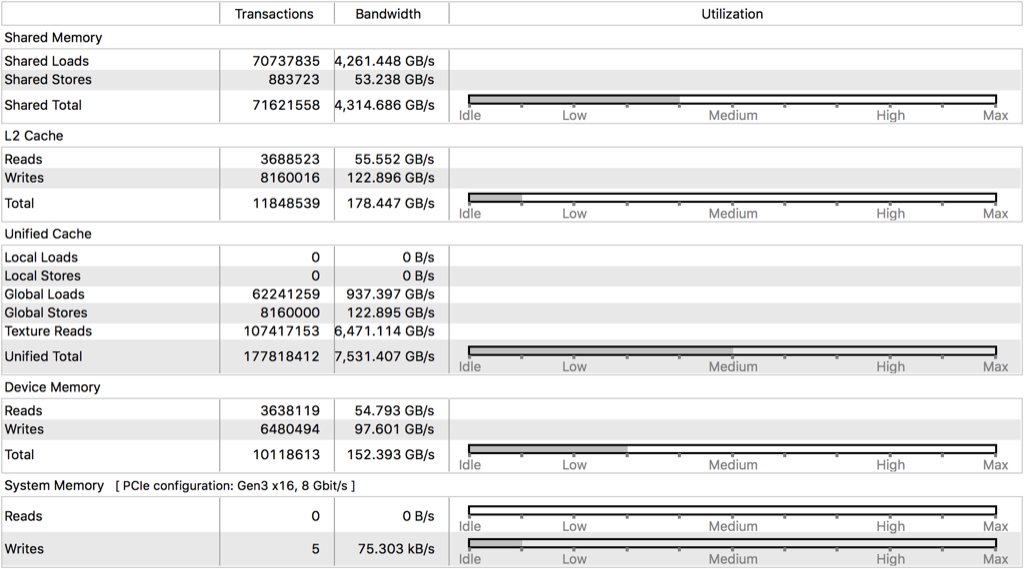 Transactions Bandwidth Utilization
Shared Memory
Shared Loads 70737835 4,261.448 GB/s
Shared Stores 883723 53.238 GB/s
Shared Total 71621558 4,314.686 GB/s
Idle Low Medium High Max
L2 Cache
Reads 3688523 55.552 GB/s
Writes 8160016 122.896 GB/s
Total 11848539 178.447 GB/s
Idle Low Medium High Max
Unified Cache
Local Loads 0 0 B/s
Local Stores 0 0 B/s
Global Loads 62241259 937.397 GB/s
Global Stores 8160000 122.895 GB/s
Texture Reads 107417153 6,471.114 GB/s
Unified Total 177818412 7,531.407 GB/s
Idle Low Medium High Max
Device Memory
Reads 3638119 54.793 GB/s
Writes 6480494 97.601 GB/s
Total 10118613 152.393 GB/s
Idle Low Medium High Max
System Memory [ PCIe configuration: Gen3 x16, 8 Gbit/s ]
Reads 0 0 B/s
Idle Low Medium High Max
Writes 5 75.303 kB/s
Idle Low Medium High Max